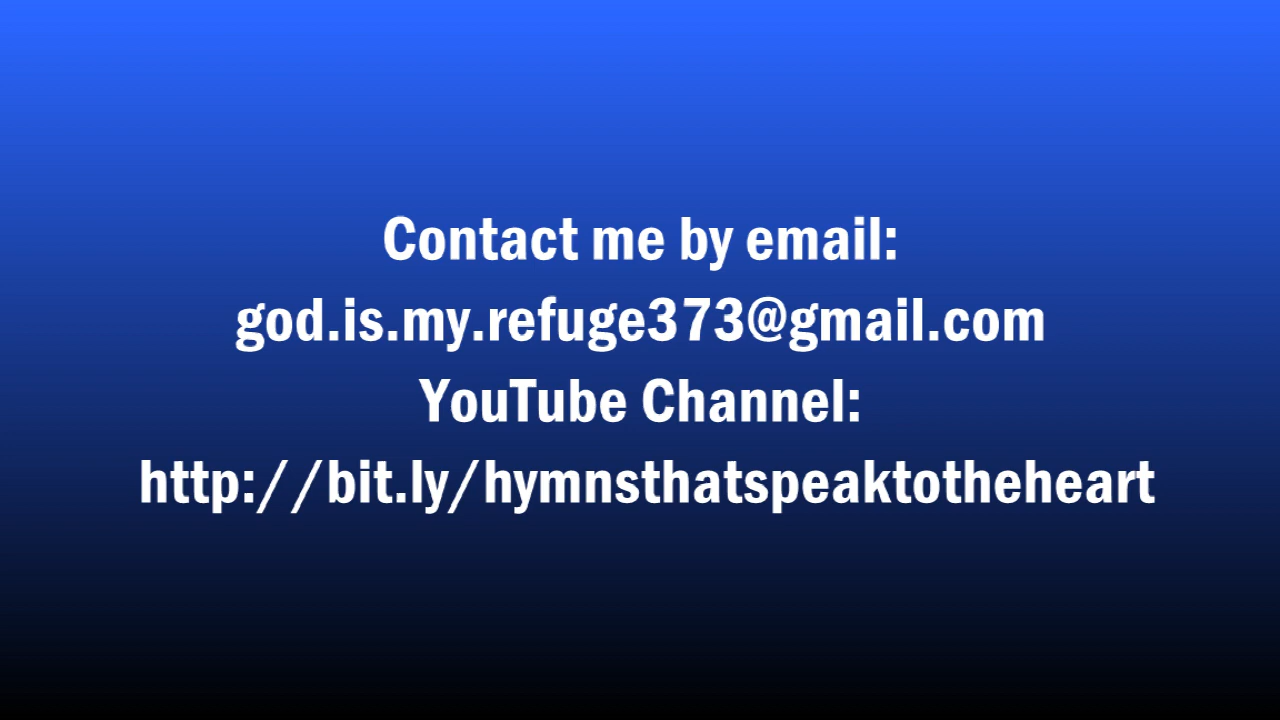 Contact me by email:
god.is.my.refuge373@gmail.com
YouTube Channel:
http://bit.ly/hymnsthatspeaktotheheart